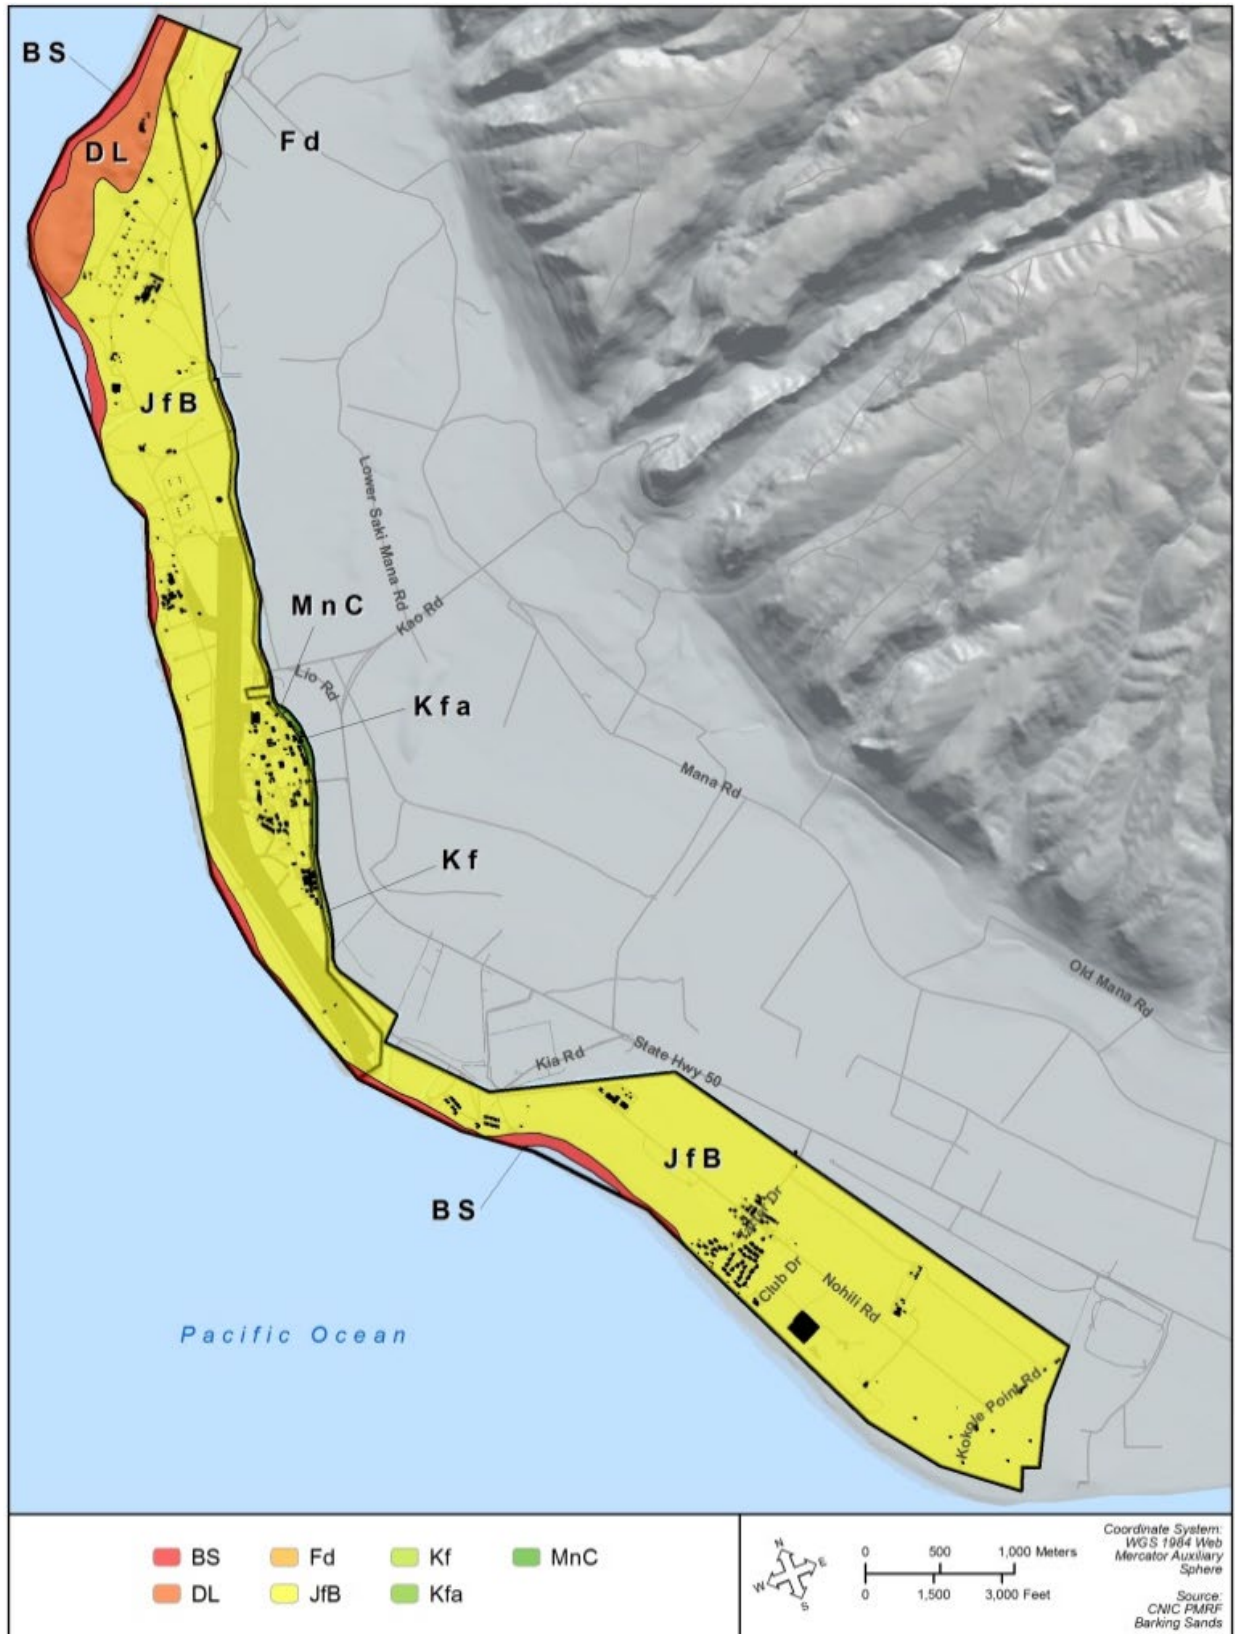 BS
DL
Fd
JfB
Lower Saki Mana Rd
Kao Rd
MnC
Lio Rd
Kfa
Mana Rd
Kf
Old Mana Rd
Kia Rd
State Hwy 50
JfB
BS
Dr
Club Dr
Nohili Rd
Pacific Ocean
Kokole Point Rd
BS
Fd
Kf
MnC
DL
JfB
Kfa
N
E
W
S
0 500 1,000 Meters
0 1,500 3,000 Feet
Coordinate System:
WGS 1984 Web
Mercator Auxiliary
Sphere
Source:
CNIC PMRF
Barking Sands